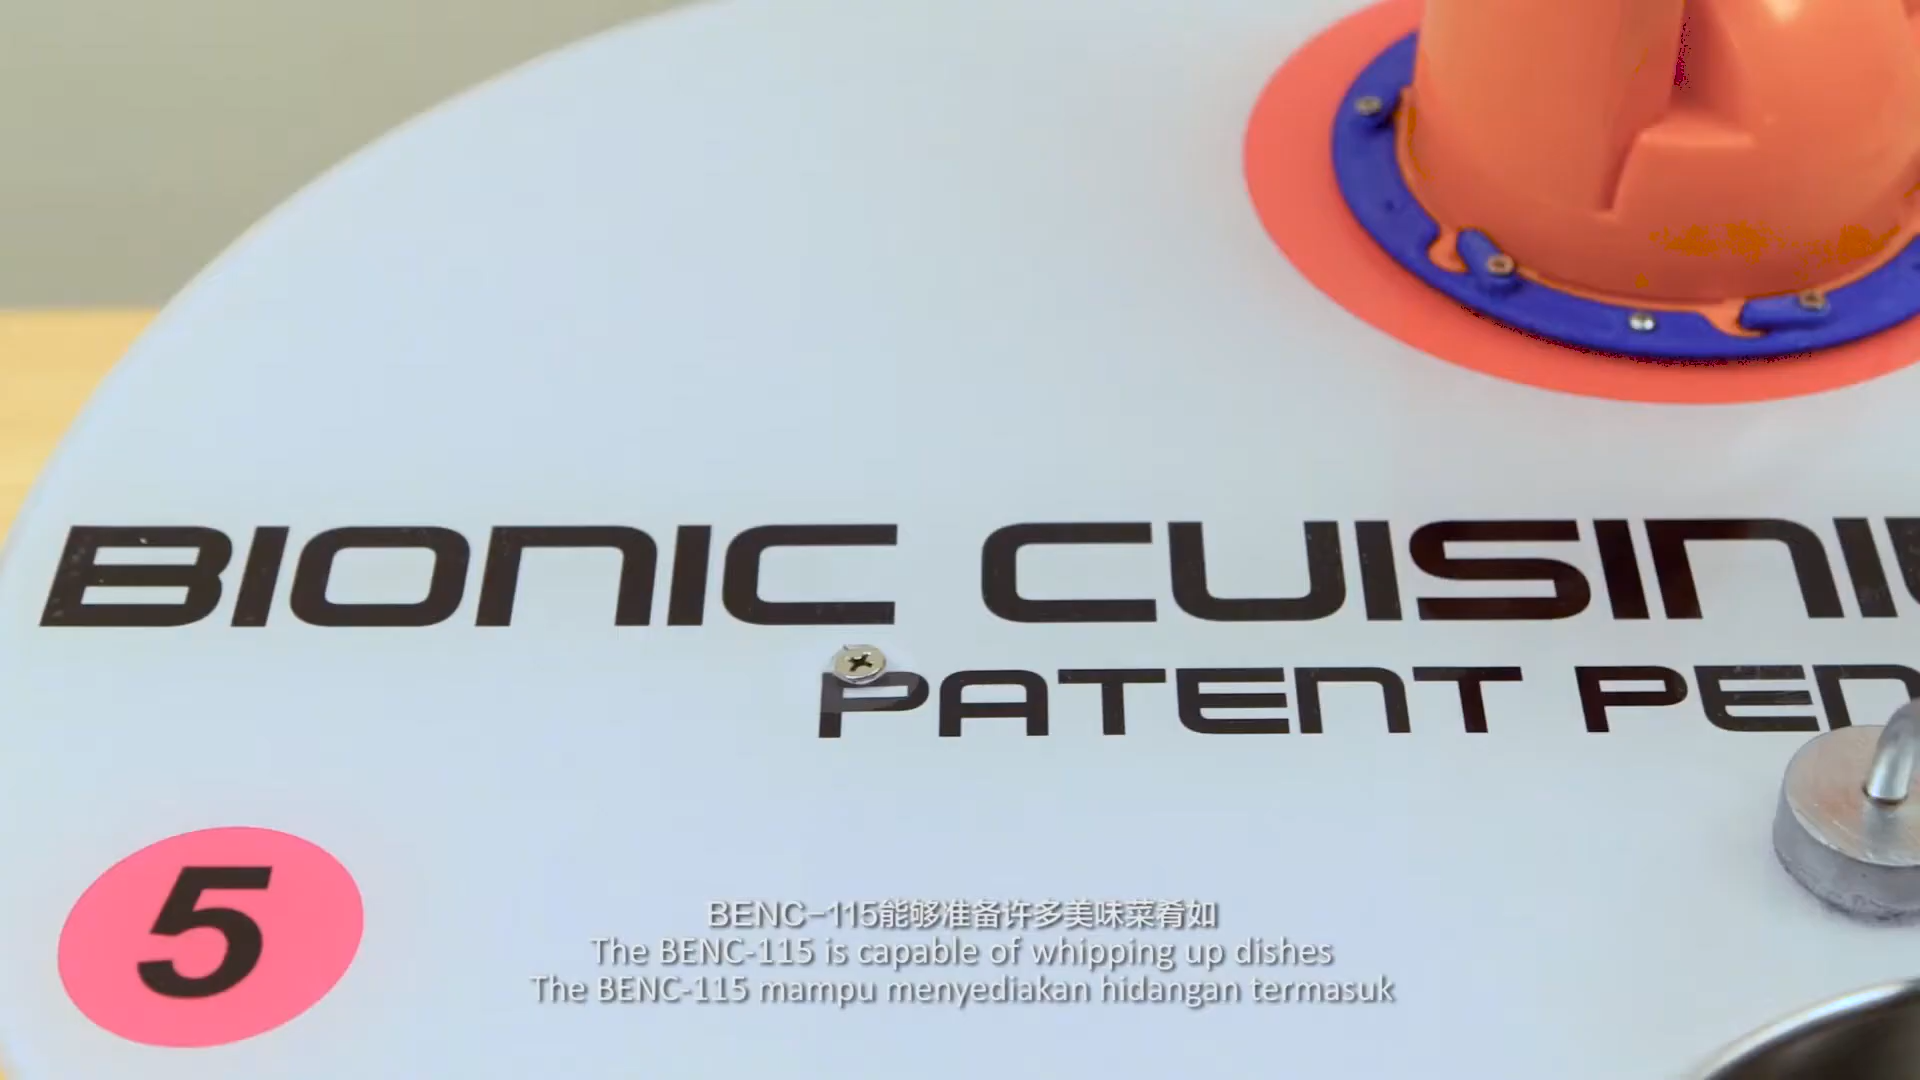 BIONIC CUISINI
PATENT PEN
5
BENC-115能够准备许多美味菜肴如
The BENC-115 is capable of whipping up dishes
The BENC-115 mampu menyediakan hidangan termasuk